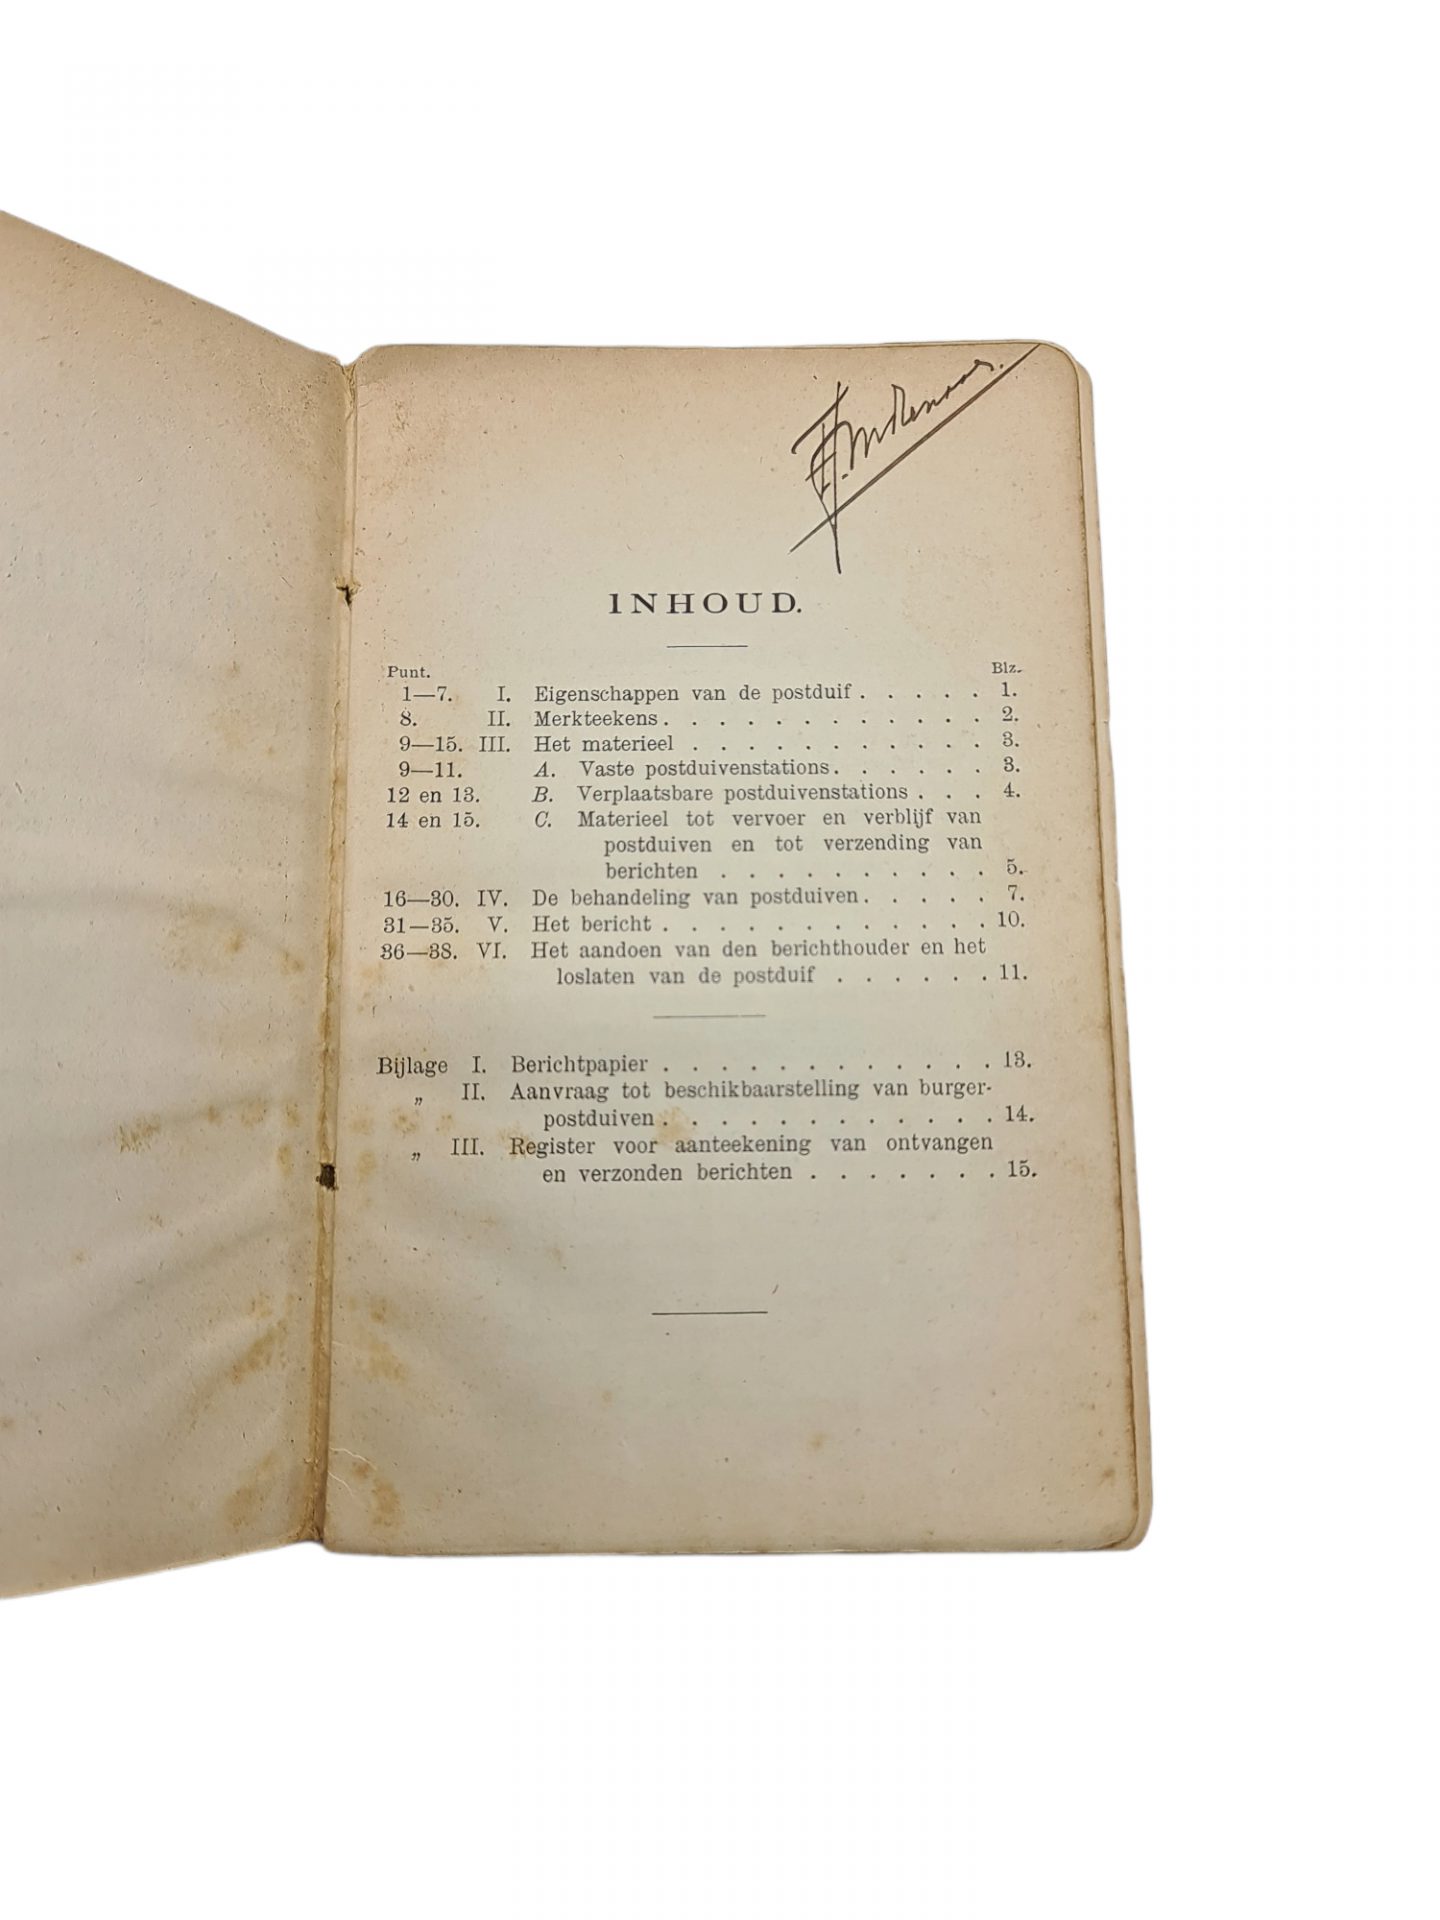 INHOUD.
Punt. Blz.
1—7. I. Eigenschappen van de postduif . . . . . 1.
8. II. Merkteekens . . . . . . . . . . . . 2.
9—15. III. Het materieel . . . . . . . . . . . 3.
9—11. A. Vaste postduivenstations . . . . . . 3.
12 en 13. B. Verplaatsbare postduivenstations . . . 4.
14 en 15. C. Materieel tot vervoer en verblijf van
postduiven en tot verzending van
berichten . . . . . . . . . . 5.
16—30. IV. De behandeling van postduiven . . . . . 7.
31—35. V. Het bericht . . . . . . . . . . . . 10.
36—38. VI. Het aandoen van den berichthouder en het
loslaten van de postduif . . . . . . 11.
Bijlage I. Berichtpapier . . . . . . . . . . . . 13.
„ II. Aanvraag tot beschikbaarstelling van burger-
postduiven . . . . . . . . . . . . 14.
„ III. Register voor aanteekening van ontvangen
en verzonden berichten . . . . . . . 15.